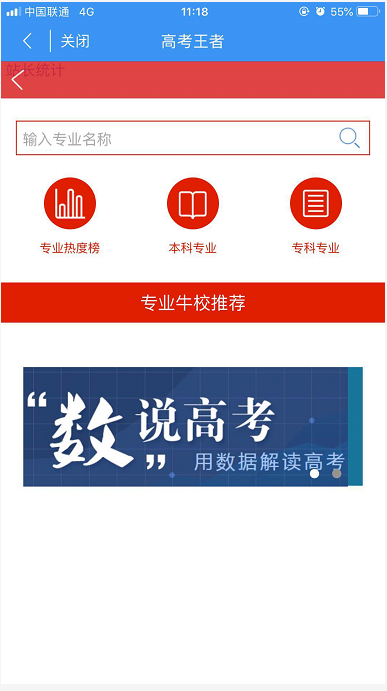 中国联通 4G 11:18 55%
关闭 高考王者
站长统计
输入专业名称
专业热度榜 本科专业 专科专业
专业牛校推荐
“数”说高考
用数据解读高考